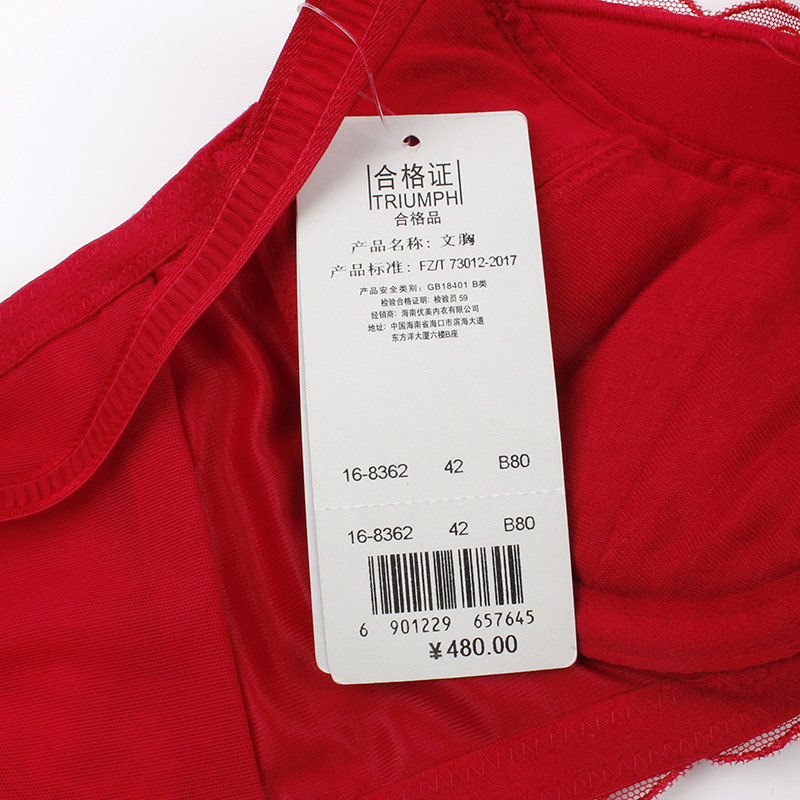 合格证
TRIUMPH
合格品
产品名称: 文胸
产品标准: FZ/T 73012-2017
产品安全类别: GB18401 B类
检验合格证明: 检验员 59
经销商: 海南优美内衣有限公司
地址: 中国海南省海口市滨海大道
东方洋大厦六楼B座
16-8362 42 B80
16-8362 42 B80
6 901229 657645
¥480.00